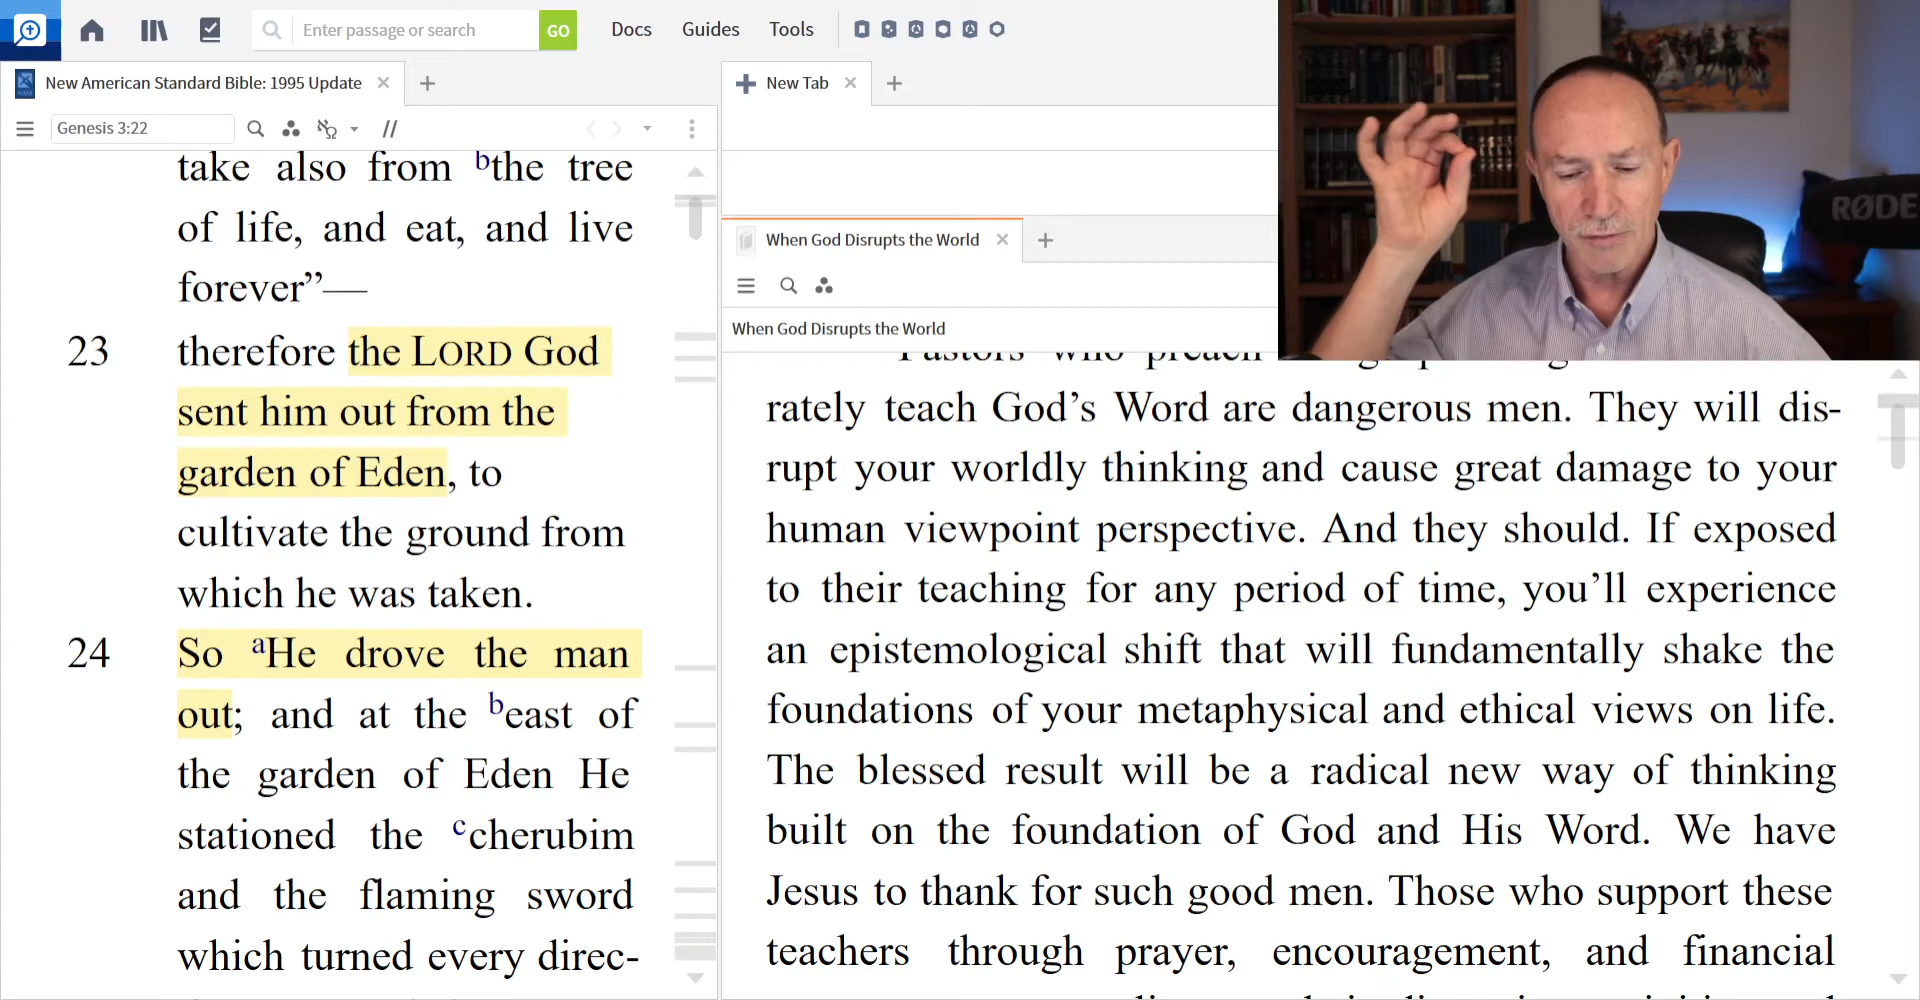 Enter passage or search
GO
Docs
Guides
Tools
New American Standard Bible: 1995 Update
New Tab
Genesis 3:22
take also from bthe tree
of life, and eat, and live
forever”—
23 therefore the LORD God
sent him out from the
garden of Eden, to
cultivate the ground from
which he was taken.
24 So aHe drove the man
out; and at the beast of
the garden of Eden He
stationed the ccherubim
and the flaming sword
which turned every direc-
When God Disrupts the World
When God Disrupts the World
Pastors who preach
rately teach God’s Word are dangerous men. They will dis-
rupt your worldly thinking and cause great damage to your
human viewpoint perspective. And they should. If exposed
to their teaching for any period of time, you’ll experience
an epistemological shift that will fundamentally shake the
foundations of your metaphysical and ethical views on life.
The blessed result will be a radical new way of thinking
built on the foundation of God and His Word. We have
Jesus to thank for such good men. Those who support these
teachers through prayer, encouragement, and financial
RØDE